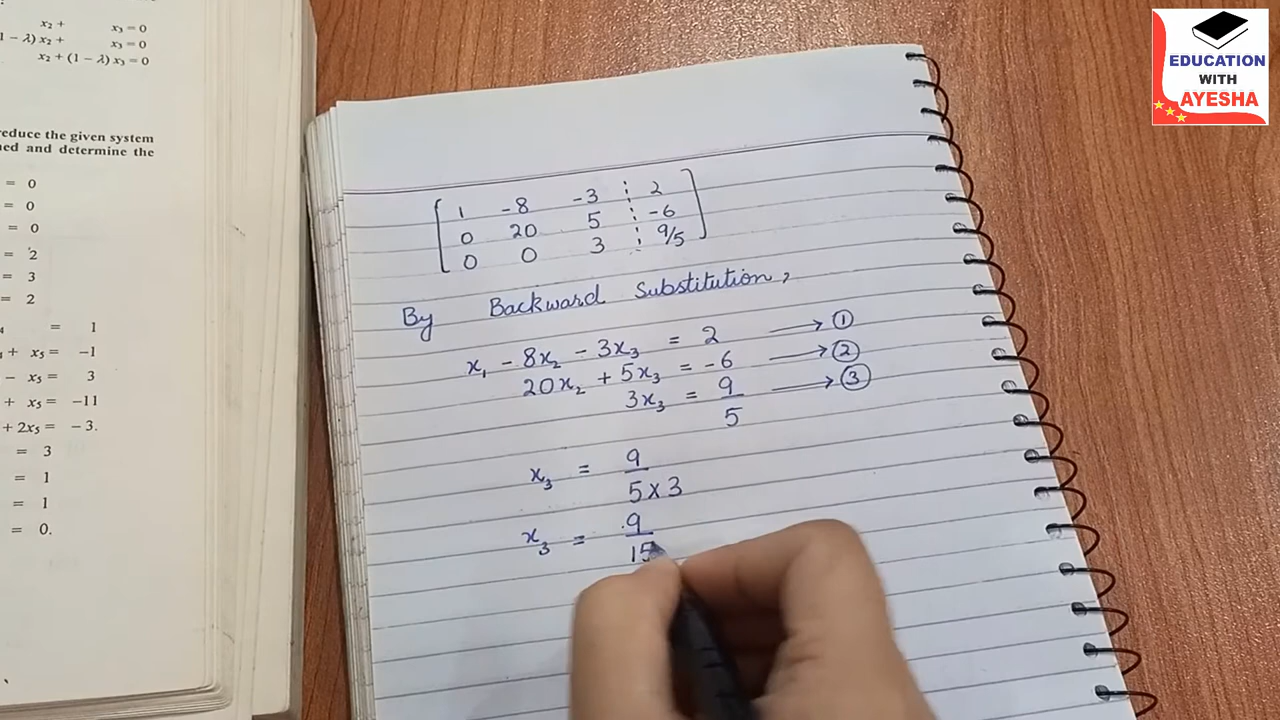 x₂ + x₃ = 0
1 − λ) x₂ + x₃ = 0
x₂ + (1 − λ) x₃ = 0
reduce the given system
and determine the
= 0
= 0
= 0
= 2
= 3
= 2
= 1
+ x₅ = −1
− x₅ = 3
+ x₅ = −11
+ 2x₅ = −3.
= 3
= 1
= 1
= 0.
EDUCATION
WITH
AYESHA
1 -8 -3 2
0 20 5 -6
0 0 3 9/5
By Backward Substitution,
x₁ - 8x₂ - 3x₃ = 2 → ①
20x₂ + 5x₃ = -6 → ②
3x₃ = 9/5 → ③
x₃ = 9/5×3
x₃ = 9/15